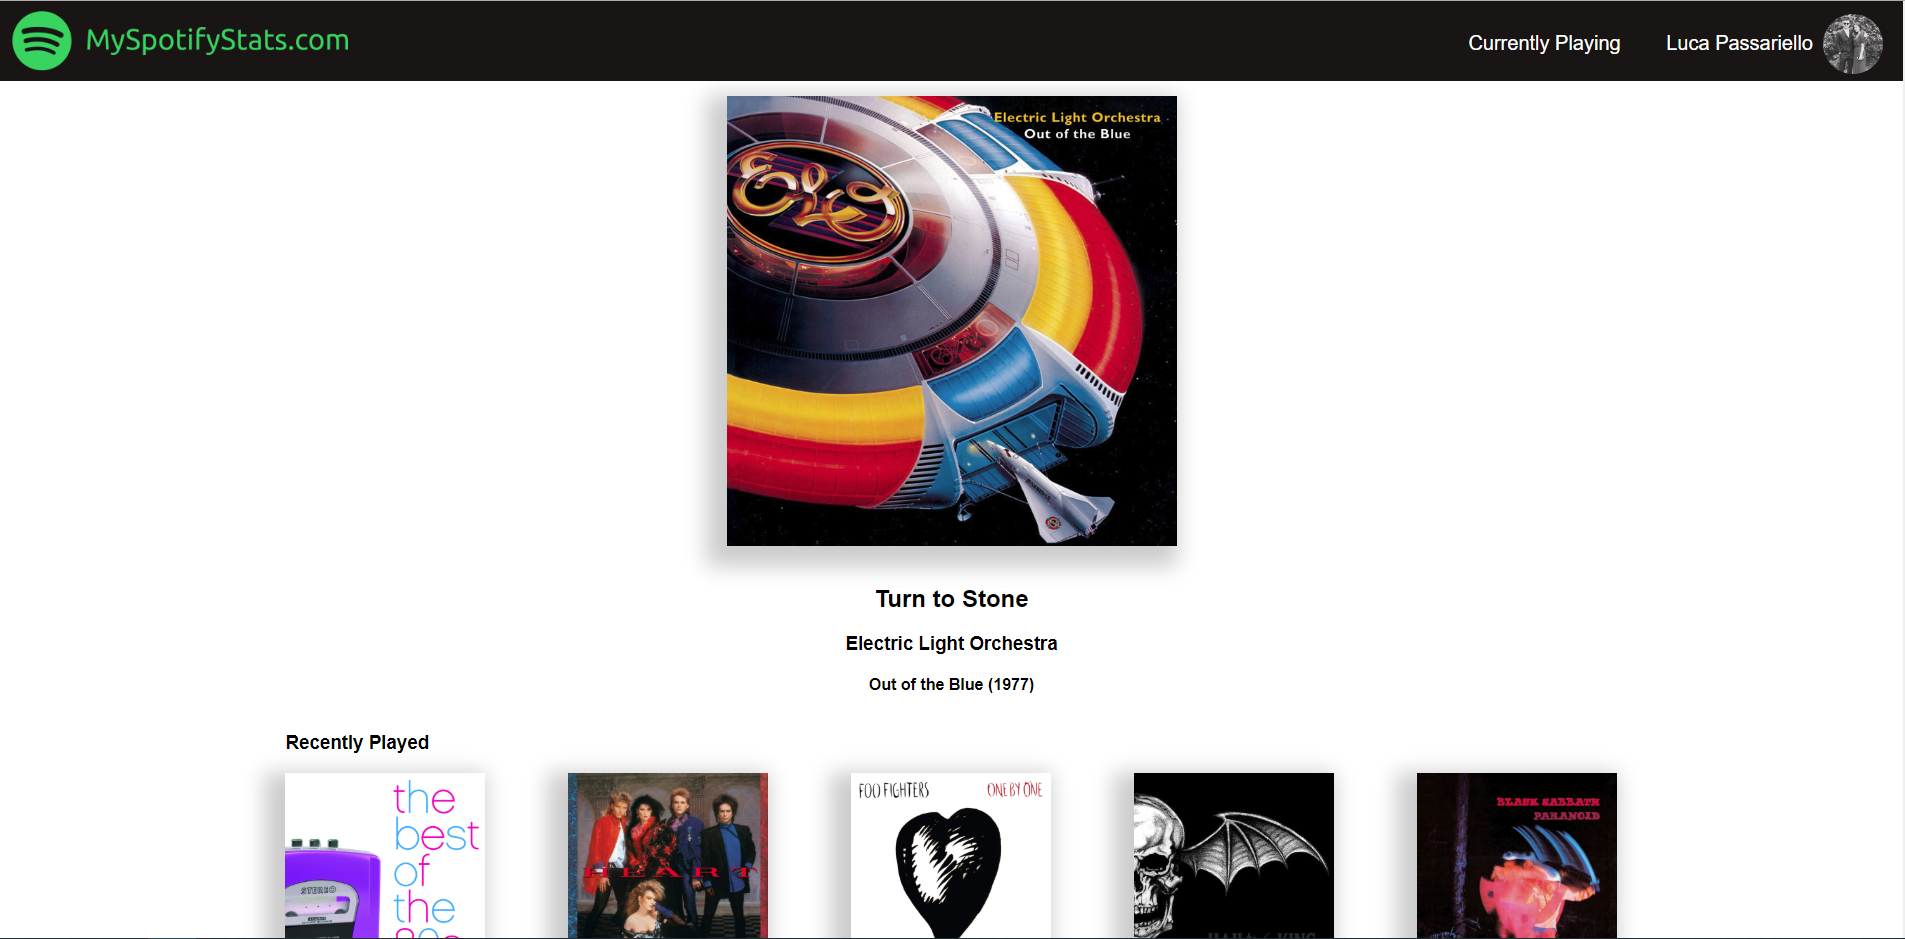 MySpotifyStats.com
Currently Playing
Luca Passariello
Electric Light Orchestra
Out of the Blue
ELO
Turn to Stone
Electric Light Orchestra
Out of the Blue (1977)
Recently Played
the
best
of
the
STEREO
HEART
FOO FIGHTERS
ONE BY ONE
BLACK SABBATH
PARANOID